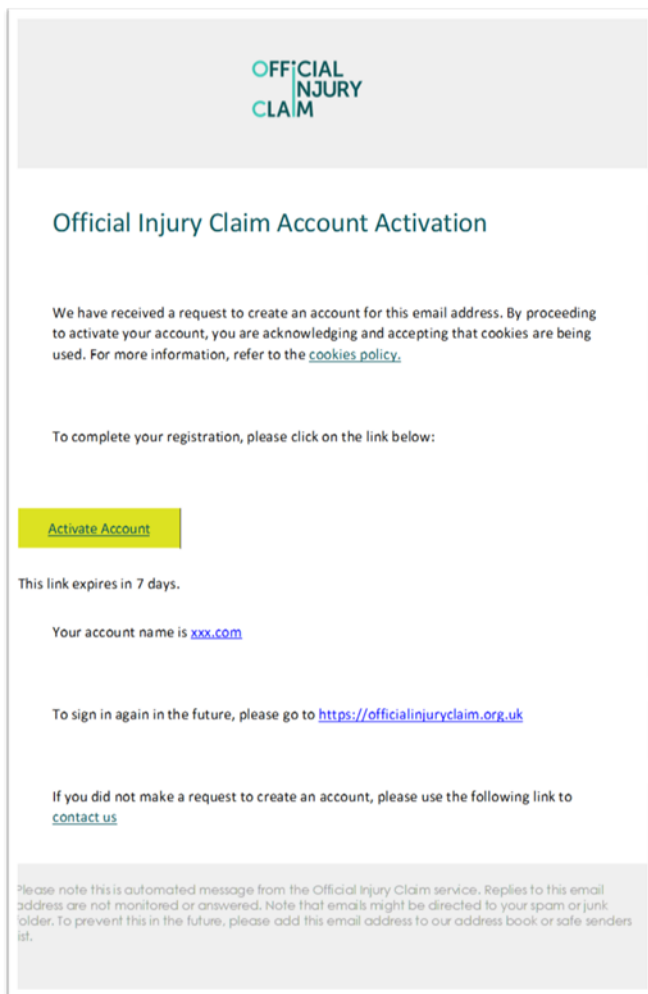 OFFICIAL
INJURY
CLAIM
Official Injury Claim Account Activation
We have received a request to create an account for this email address. By proceeding
to activate your account, you are acknowledging and accepting that cookies are being
used. For more information, refer to the cookies policy.
To complete your registration, please click on the link below:
Activate Account
This link expires in 7 days.
Your account name is xxx.com
To sign in again in the future, please go to https://officialinjuryclaim.org.uk
If you did not make a request to create an account, please use the following link to
contact us
Please note this is automated message from the Official Injury Claim service. Replies to this email
address are not monitored or answered. Note that emails might be directed to your spam or junk
folder. To prevent this in the future, please add this email address to our address book or safe senders
list.